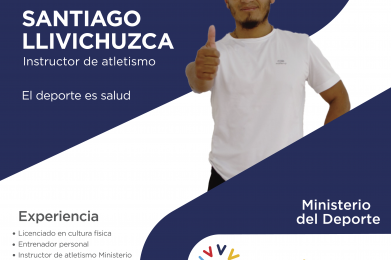 SANTIAGO
LLIVICHUZCA
Instructor de atletismo
El deporte es salud
Ministerio
del Deporte
Experiencia
• Licenciado en cultura física
• Entrenador personal
• Instructor de atletismo Ministerio